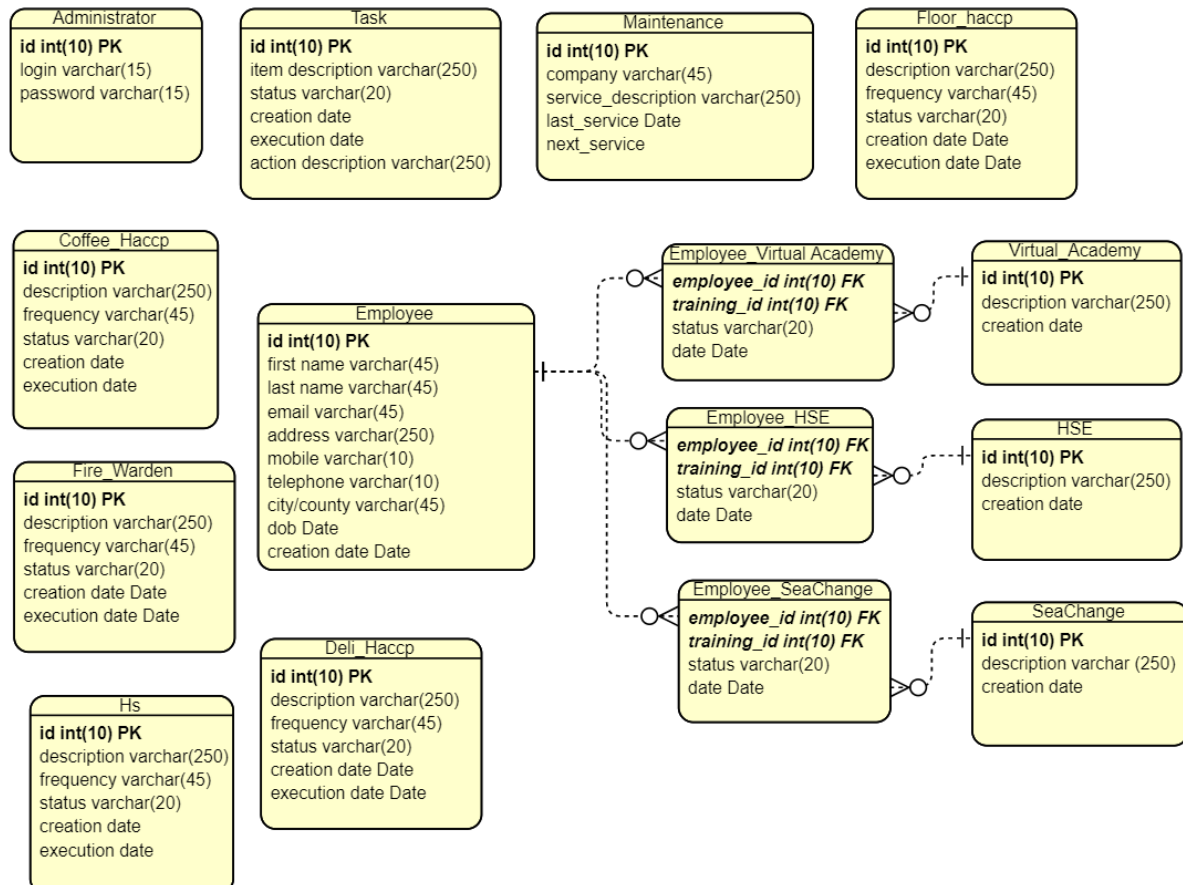 Administrator
id int(10) PK
login varchar(15)
password varchar(15)
Task
id int(10) PK
item description varchar(250)
status varchar(20)
creation date
execution date
action description varchar(250)
Maintenance
id int(10) PK
company varchar(45)
service_description varchar(250)
last_service Date
next_service
Floor_haccp
id int(10) PK
description varchar(250)
frequency varchar(45)
status varchar(20)
creation date Date
execution date Date
Coffee_Haccp
id int(10) PK
description varchar(250)
frequency varchar(45)
status varchar(20)
creation date
execution date
Employee
id int(10) PK
first name varchar(45)
last name varchar(45)
email varchar(45)
address varchar(250)
mobile varchar(10)
telephone varchar(10)
city/county varchar(45)
dob Date
creation date Date
Employee_Virtual Academy
employee_id int(10) FK
training_id int(10) FK
status varchar(20)
date Date
Virtual_Academy
id int(10) PK
description varchar(250)
creation date
Employee_HSE
employee_id int(10) FK
training_id int(10) FK
status varchar(20)
date Date
HSE
id int(10) PK
description varchar(250)
creation date
Fire_Warden
id int(10) PK
description varchar(250)
frequency varchar(45)
status varchar(20)
creation date Date
execution date Date
Employee_SeaChange
employee_id int(10) FK
training_id int(10) FK
status varchar(20)
date Date
SeaChange
id int(10) PK
description varchar (250)
creation date
Deli_Haccp
id int(10) PK
description varchar(250)
frequency varchar(45)
status varchar(20)
creation date Date
execution date Date
Hs
id int(10) PK
description varchar(250)
frequency varchar(45)
status varchar(20)
creation date
execution date